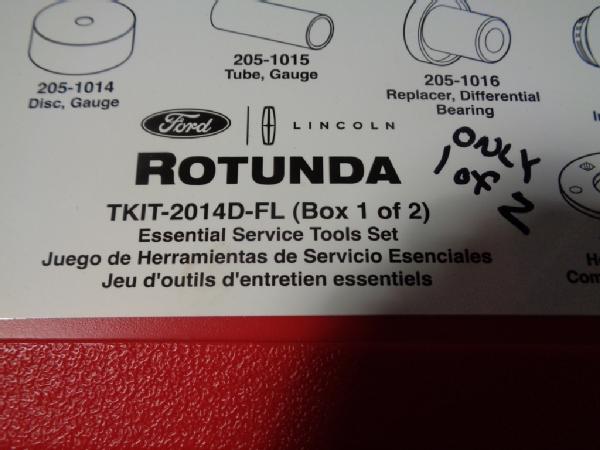 205-1014
Disc, Gauge
205-1015
Tube, Gauge
205-1016
Replacer, Differential
Bearing
Ford
LINCOLN
ONLY
1 OF 2
ROTUNDA
TKIT-2014D-FL (Box 1 of 2)
Essential Service Tools Set
Juego de Herramientas de Servicio Esenciales
Jeu d'outils d'entretien essentiels